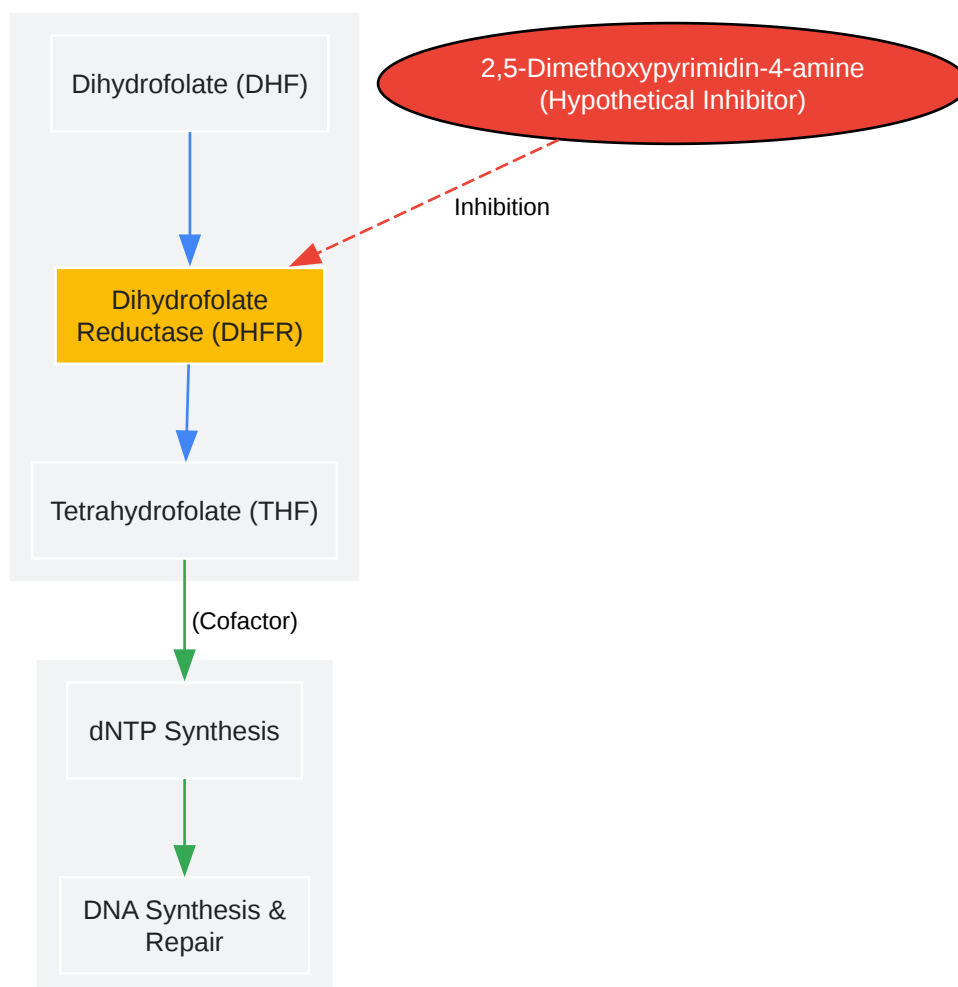 Dihydrofolate (DHF)
2,5-Dimethoxypyrimidin-4-amine
(Hypothetical Inhibitor)
Inhibition
Dihydrofolate
Reductase (DHFR)
Tetrahydrofolate (THF)
(Cofactor)
dNTP Synthesis
DNA Synthesis &
Repair